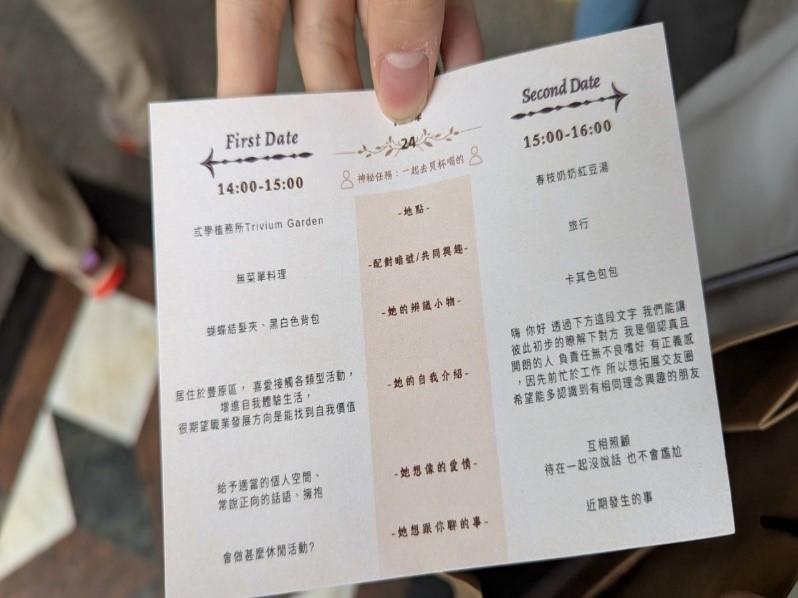 First Date
14:00-15:00
弎學植務所Trivium Garden
無菜單料理
蝴蝶結髮夾、黑白色背包
居住於豐原區， 喜愛接觸各類型活動，
增進自我體驗生活，
很期望職業發展方向是能找到自我價值
給予適當的個人空間、
常說正向的話語、擁抱
會做甚麼休閒活動?
24
神秘任務：一起去貝杯喝的
-地點-
-配對暗號/共同興趣-
-她的辨識小物-
-她的自我介紹-
-她想像的愛情-
-她想跟你聊的事-
Second Date
15:00-16:00
春枝奶奶紅豆湯
旅行
卡其色包包
嗨 你好 透過下方這段文字 我們能讓
彼此初步的瞭解下對方 我是個認真且
開朗的人 負責任無不良嗜好 有正義感
，因先前忙於工作 所以想拓展交友圈
希望能多認識到有相同理念興趣的朋友
互相照顧
待在一起沒說話 也不會尷尬
近期發生的事